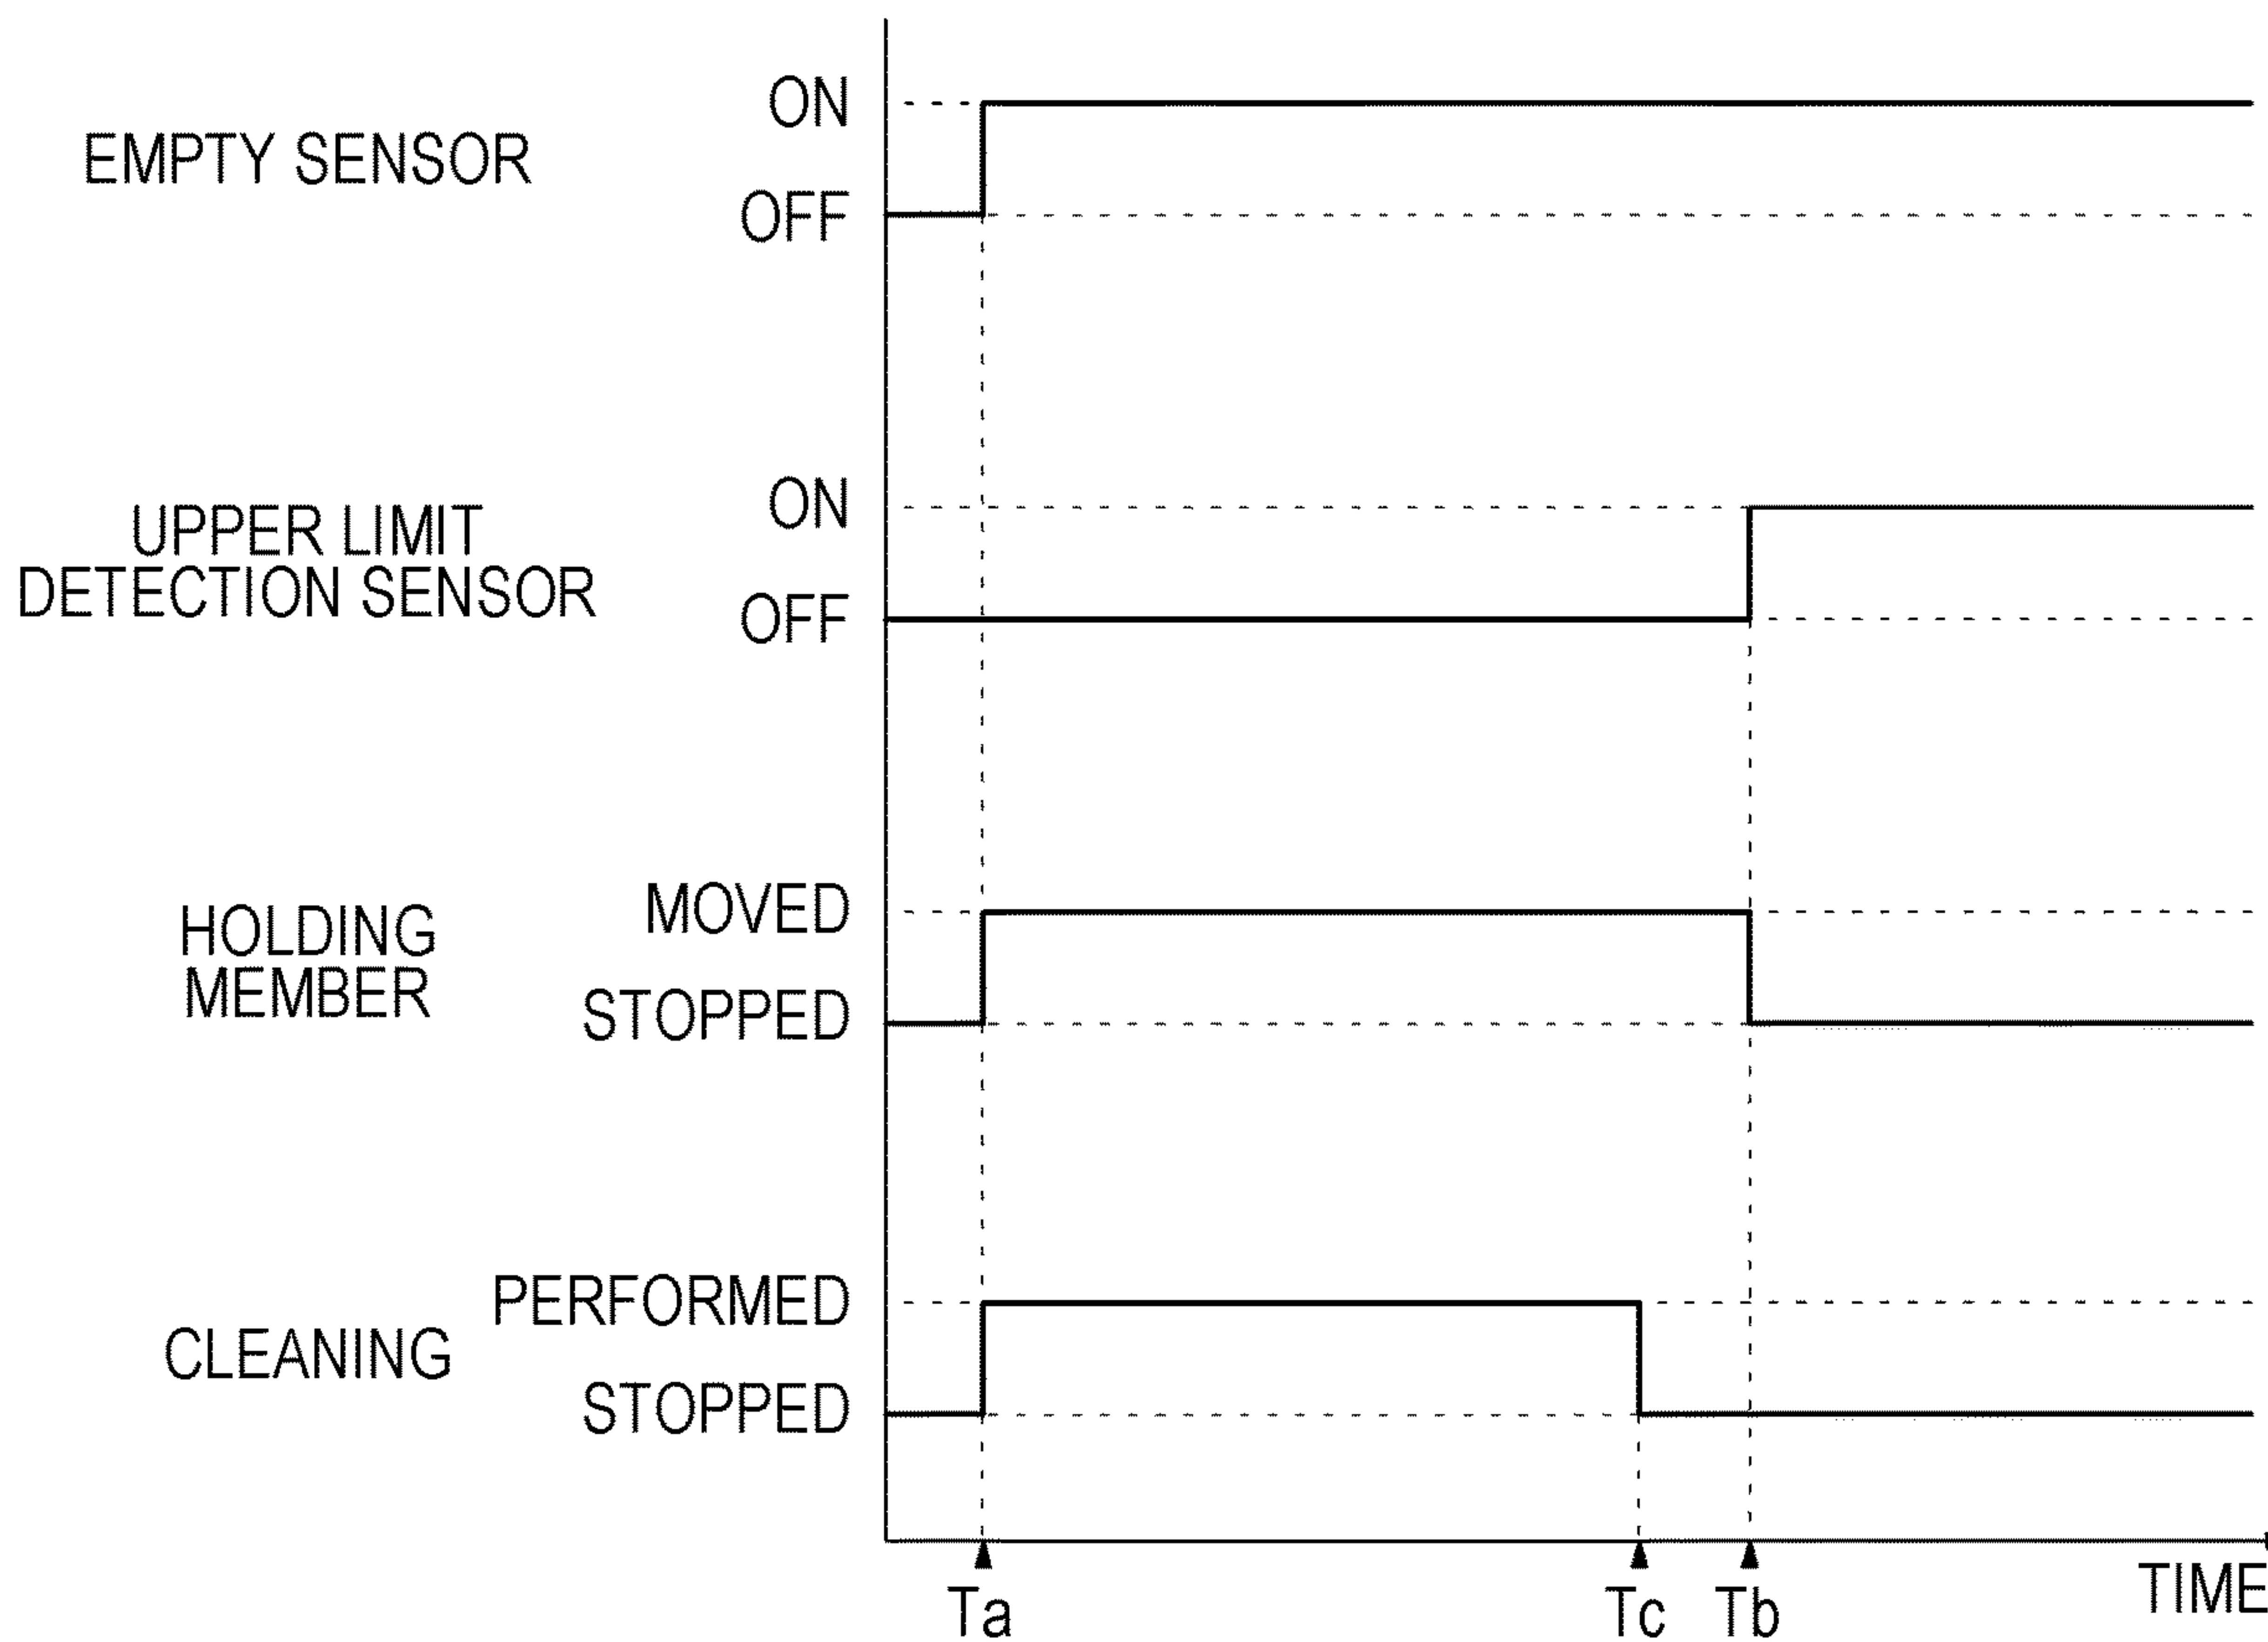 ON
EMPTY SENSOR
OFF
ON
UPPER LIMIT
DETECTION SENSOR
OFF
MOVED
HOLDING
MEMBER
STOPPED
PERFORMED
CLEANING
STOPPED
Ta
Tc
Tb
TIME